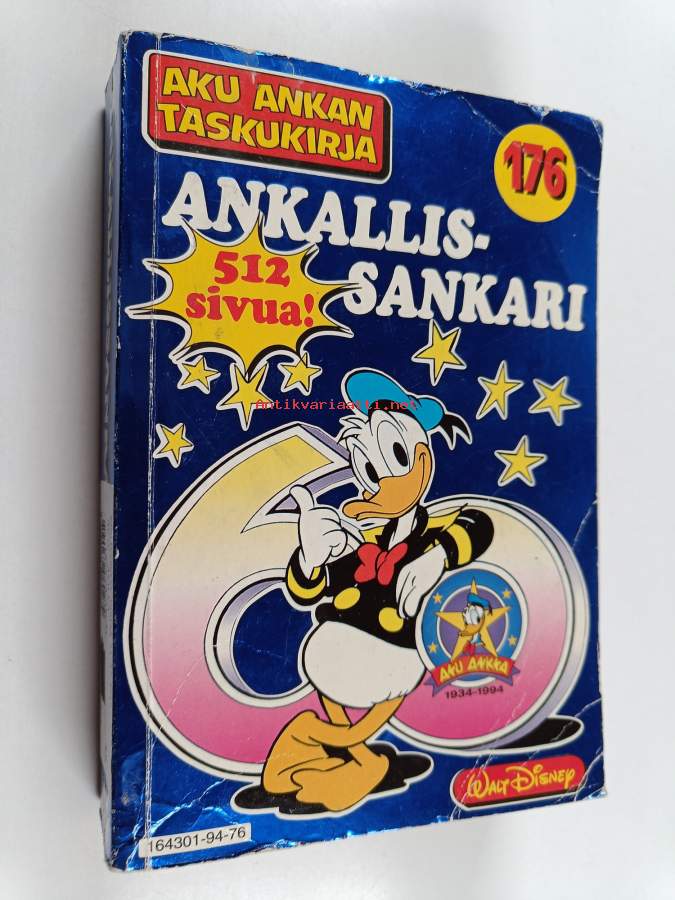 AKU ANKAN
TASKUKIRJA
176
ANKALLIS-
SANKARI
512
sivua!
Antikvariaatti.net
AKU ANKKA
1934-1994
WALT DISNEY
164301-94-76